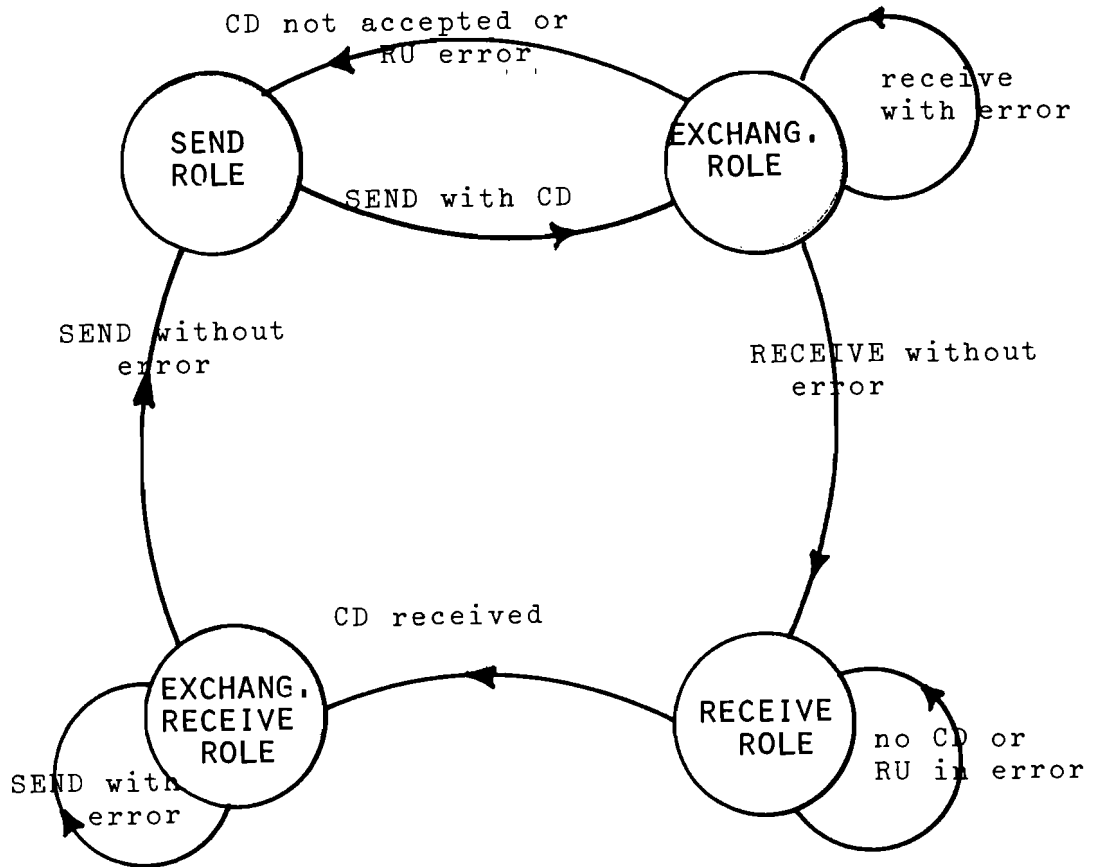 CD not accepted or
RU error
receive
with error
SEND
ROLE
EXCHANG.
ROLE
SEND with CD
SEND without
error
RECEIVE without
error
CD received
EXCHANG.
RECEIVE
ROLE
RECEIVE
ROLE
no CD or
RU in error
SEND with
error